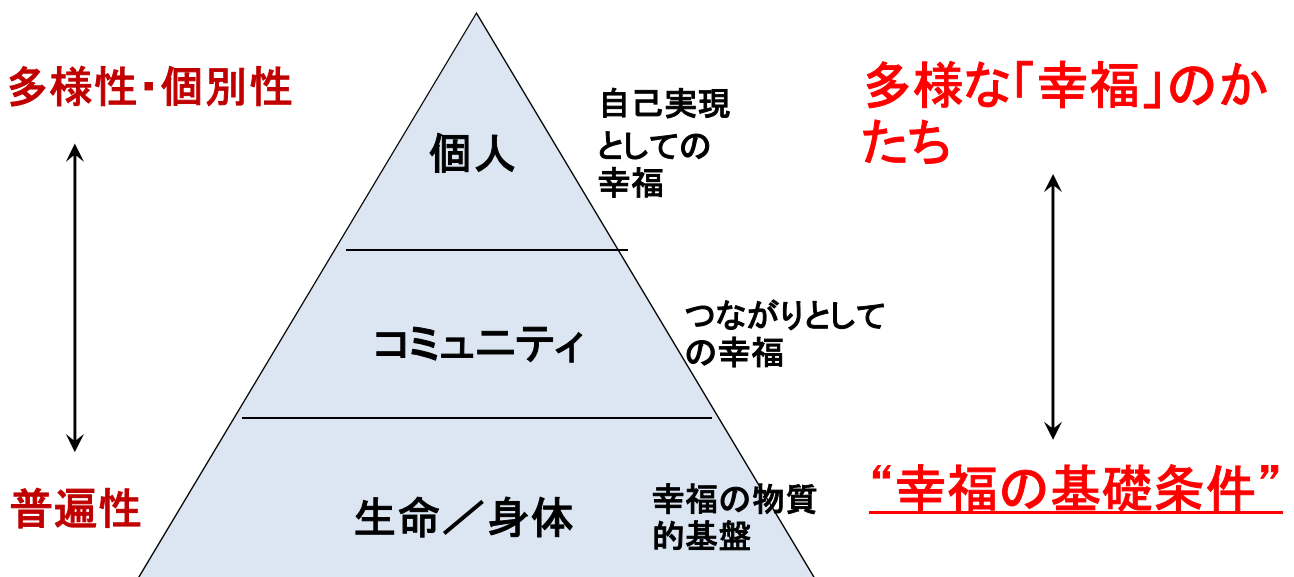 多様性・個別性
普遍性
個人
コミュニティ
生命／身体
自己実現
としての
幸福
つながりとして
の幸福
幸福の物質
的基盤
多様な「幸福」のか
たち
“幸福の基礎条件”